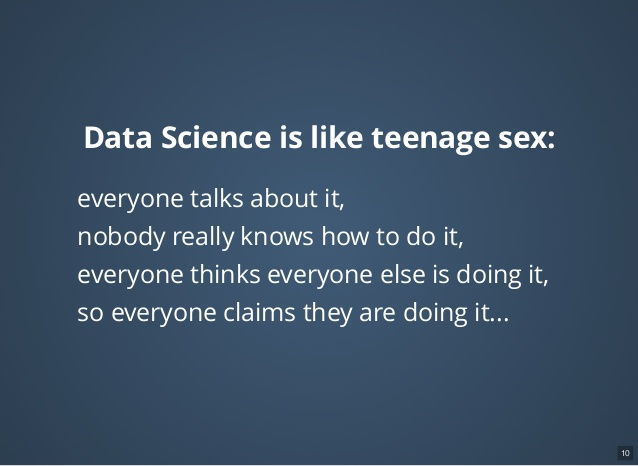 Data Science is like teenage sex:
everyone talks about it,
nobody really knows how to do it,
everyone thinks everyone else is doing it,
so everyone claims they are doing it...
10